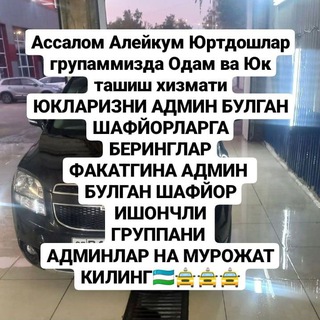 Ассалом Алейкум Юртдошлар
групаммизда Одам ва Юк
ташиш хизмати
ЮКЛАРИЗНИ АДМИН БУЛГАН
ШАФЙОРЛАРГА
БЕРИНГЛАР
ФАКАТГИНА АДМИН
БУЛГАН ШАФЙОР
ИШОНЧЛИ
ГРУППАНИ
АДМИНЛАР НА МУРОЖАТ
КИЛИНГ🇺🇿🚖🚖🚖